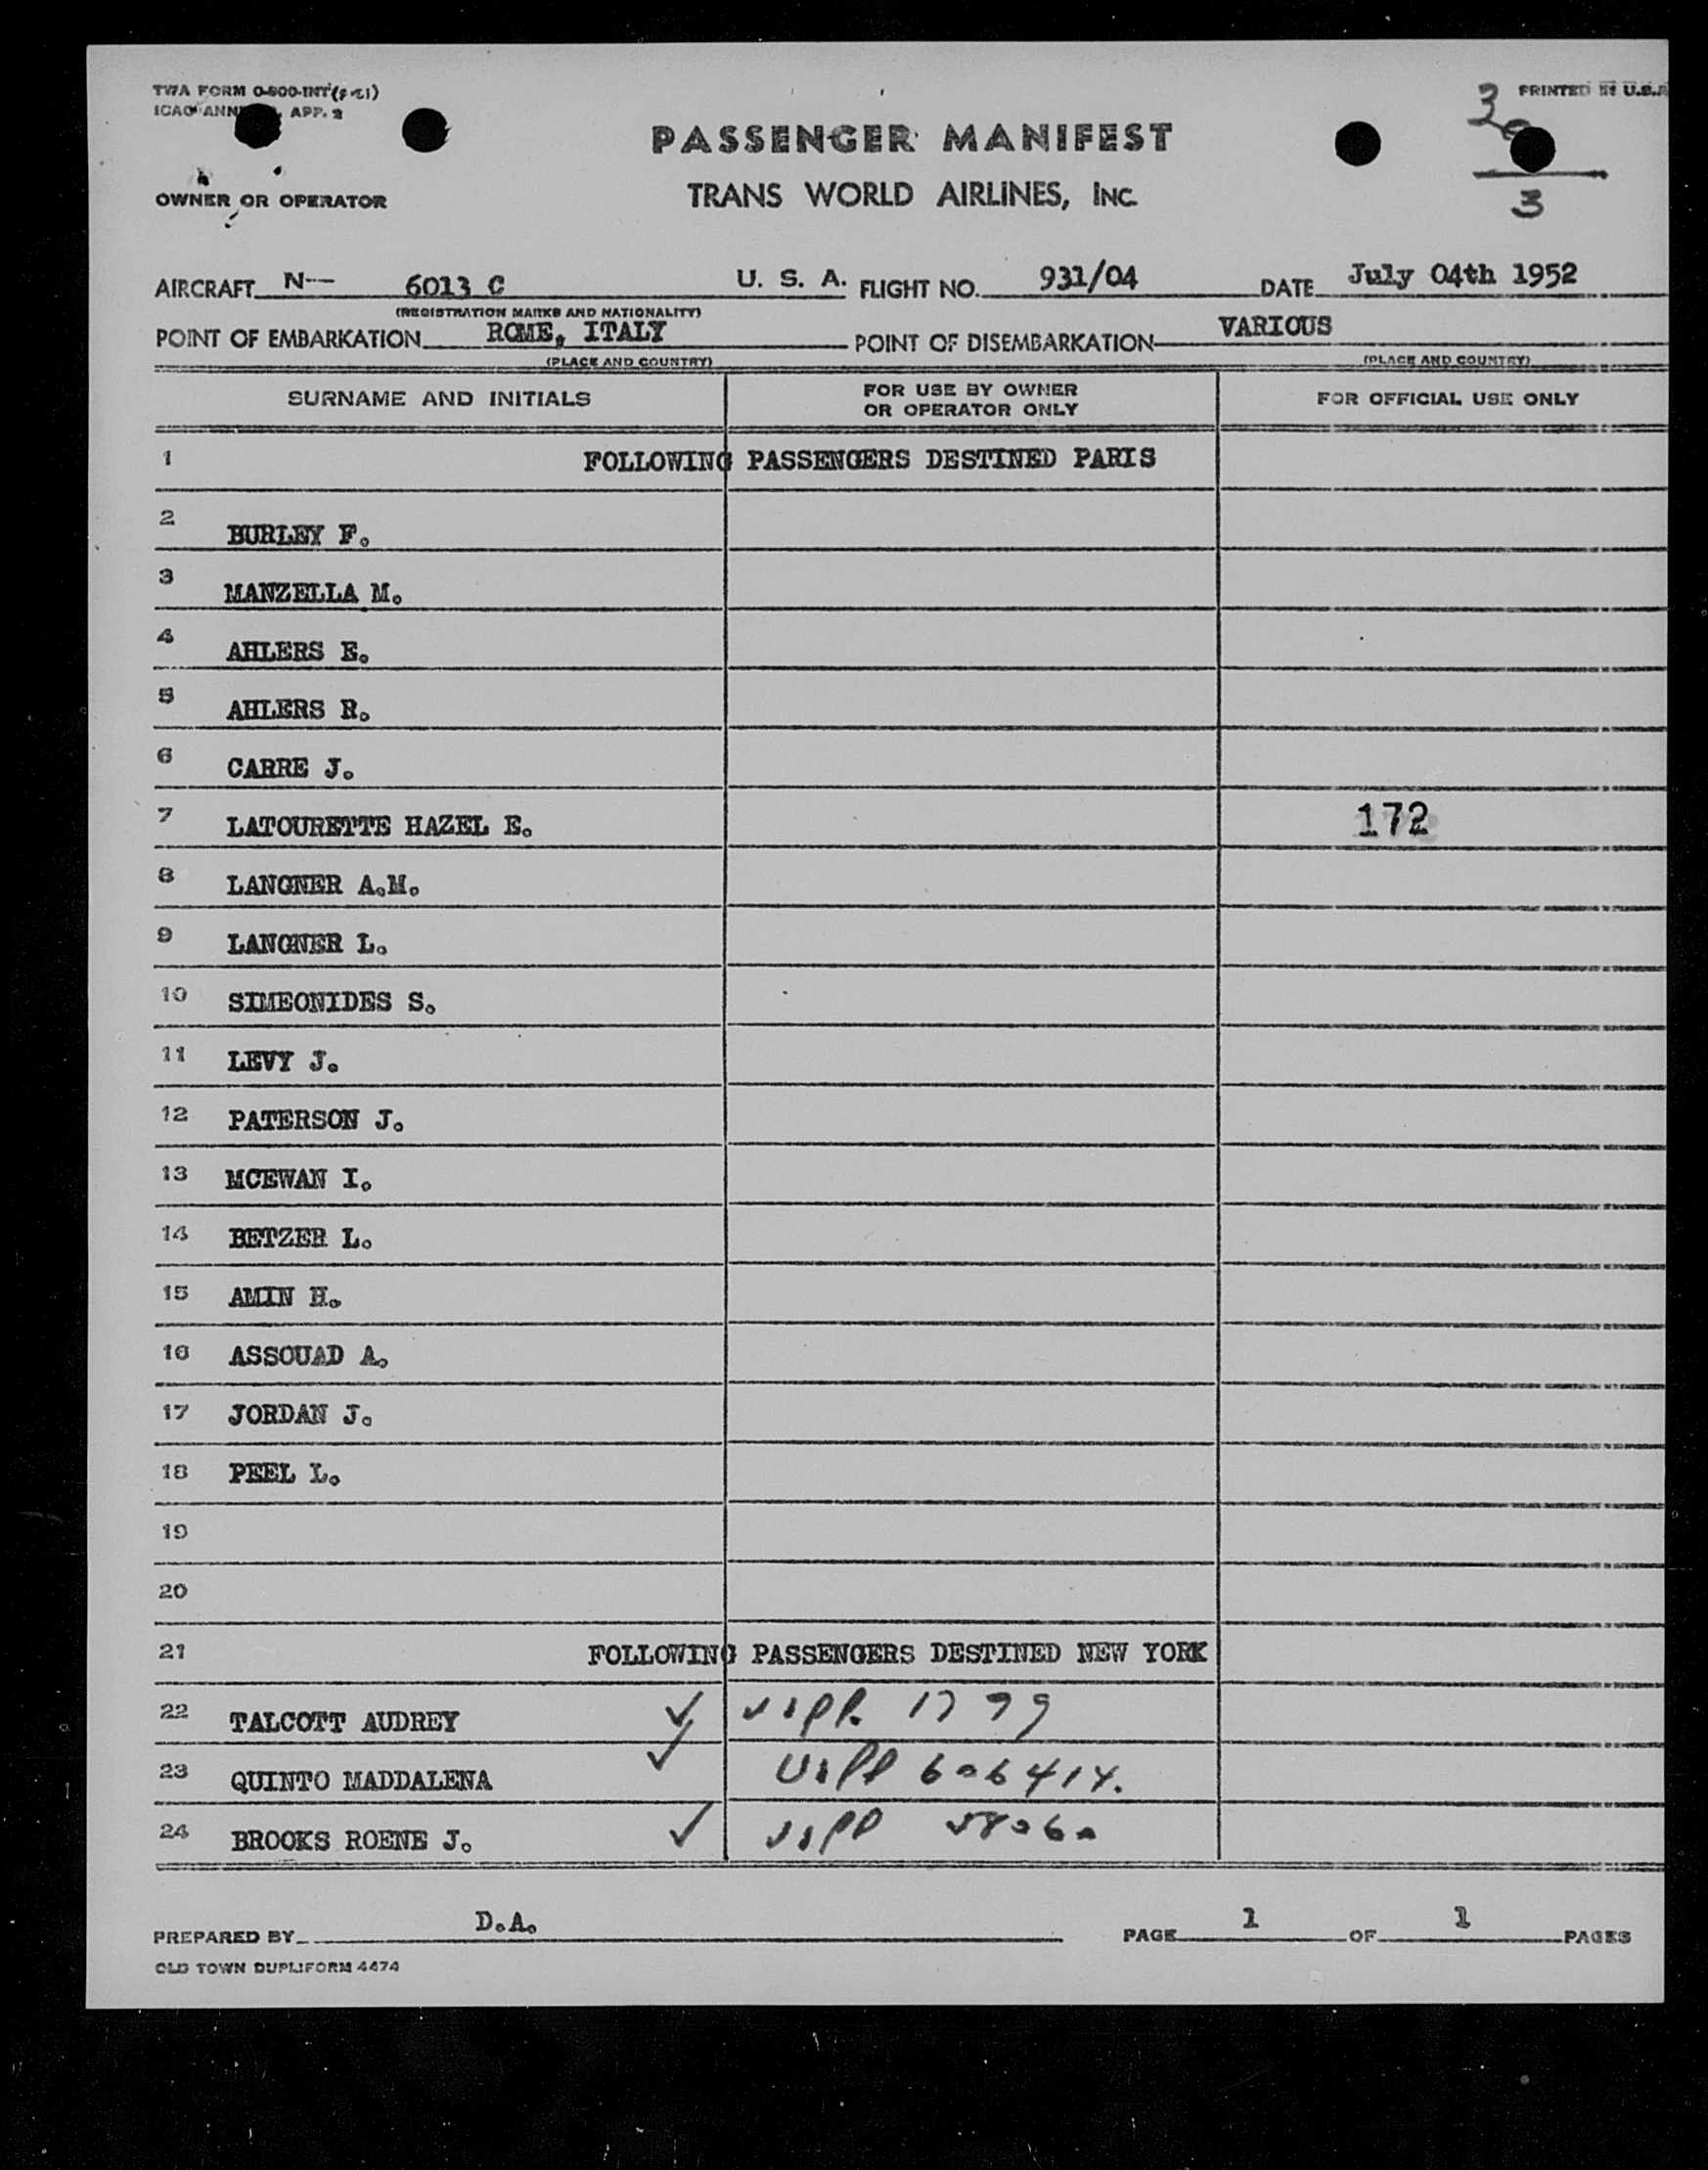 TWA FORM 0-800-INT
PRINTED IN U.S.A
ICAO APP. 2
3
PASSENGER MANIFEST
OWNER OR OPERATOR
TRANS WORLD AIRLINES, INC.
3
AIRCRAFT N-- 6013 C U. S. A. FLIGHT NO. 931/04 DATE July 04th 1952
(REGISTRATION MARKS AND NATIONALITY)
POINT OF EMBARKATION ROME, ITALY POINT OF DISEMBARKATION VARIOUS
(PLACE AND COUNTRY) (PLACE AND COUNTRY)
SURNAME AND INITIALS FOR USE BY OWNER OR OPERATOR ONLY FOR OFFICIAL USE ONLY
1 FOLLOWING PASSENGERS DESTINED PARIS
2 BURLEY F.
3 MANZELLA M.
4 AHLERS E.
5 AHLERS R.
6 CARRE J.
7 LATOURETTE HAZEL E. 172
8 LANGNER A.M.
9 LANGNER L.
10 SIMEONIDES S.
11 LEVY J.
12 PATERSON J.
13 MCEWAN I.
14 BETZER L.
15 AMIN H.
16 ASSOUAD A.
17 JORDAN J.
18 PEEL L.
19
20
21 FOLLOWING PASSENGERS DESTINED NEW YORK
22 TALCOTT AUDREY ✓ uspp.
23 QUINTO MADDALENA ✓ uspp 606414.
24 BROOKS ROENE J. ✓ uspp
PREPARED BY D.A. PAGE 1 OF 1 PAGES
OLD TOWN DUPLIFORM 4474